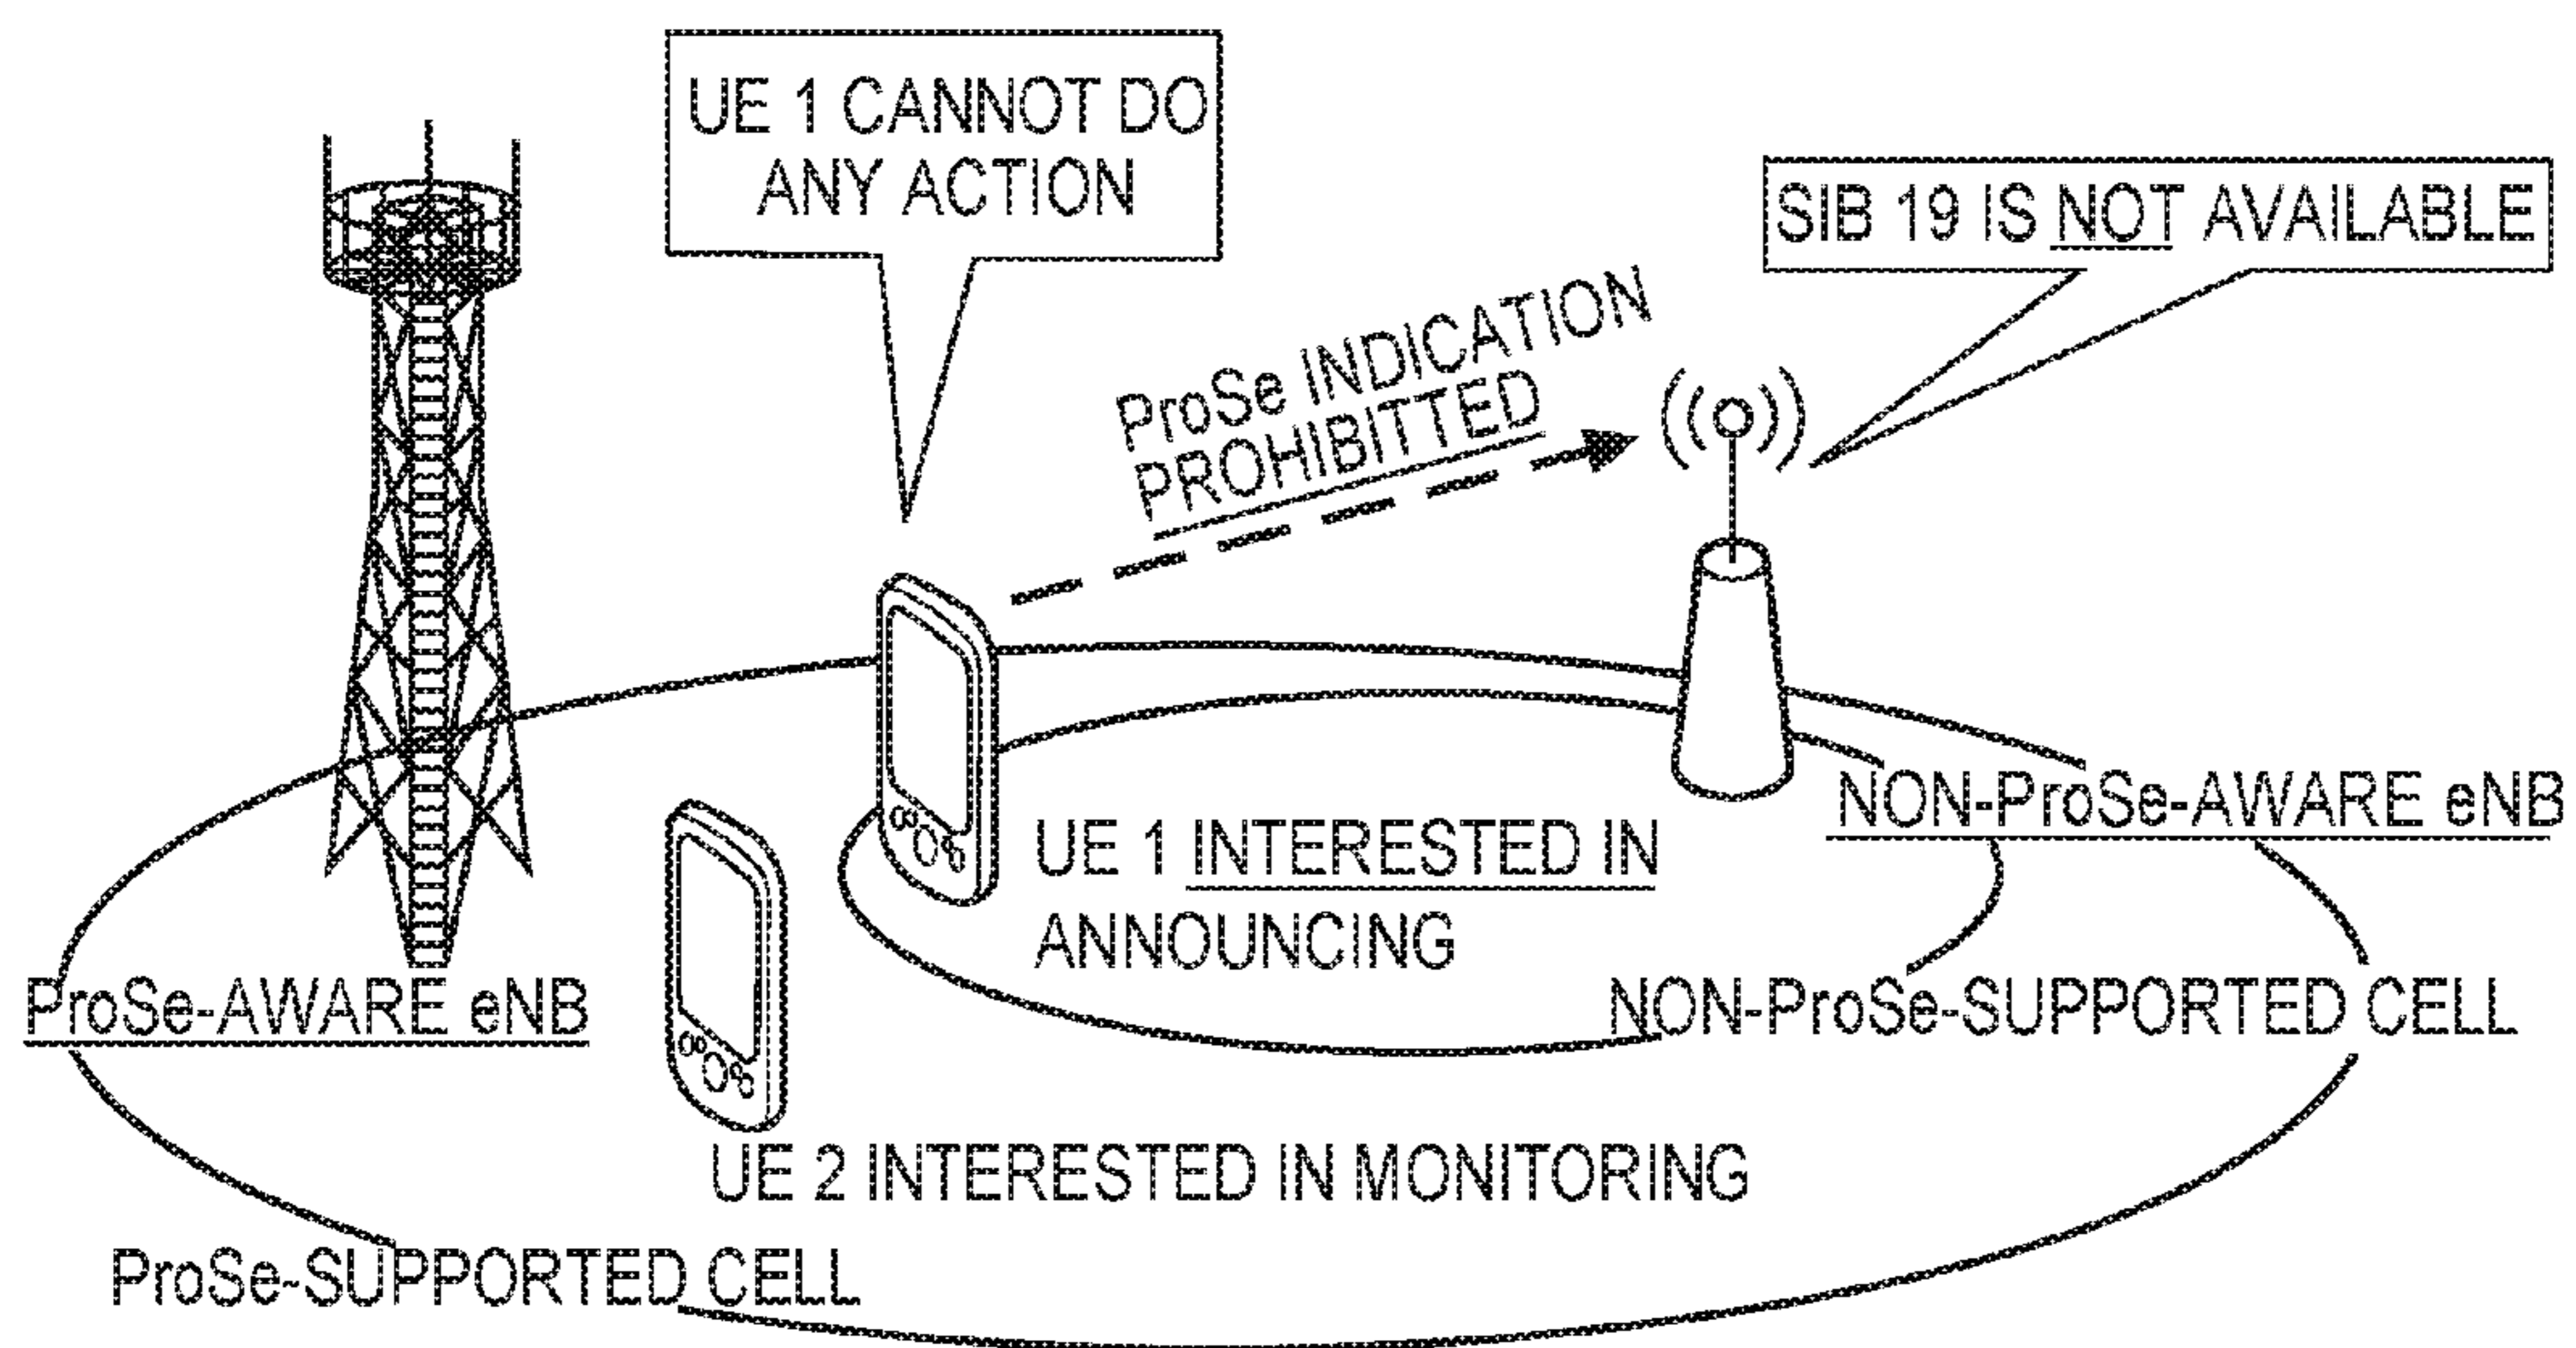 UE 1 CANNOT DO
ANY ACTION
SIB 19 IS NOT AVAILABLE
ProSe INDICATION
PROHIBITTED
NON-ProSe-AWARE eNB
UE 1 INTERESTED IN
ANNOUNCING
ProSe-AWARE eNB
NON-ProSe-SUPPORTED CELL
UE 2 INTERESTED IN MONITORING
ProSe-SUPPORTED CELL